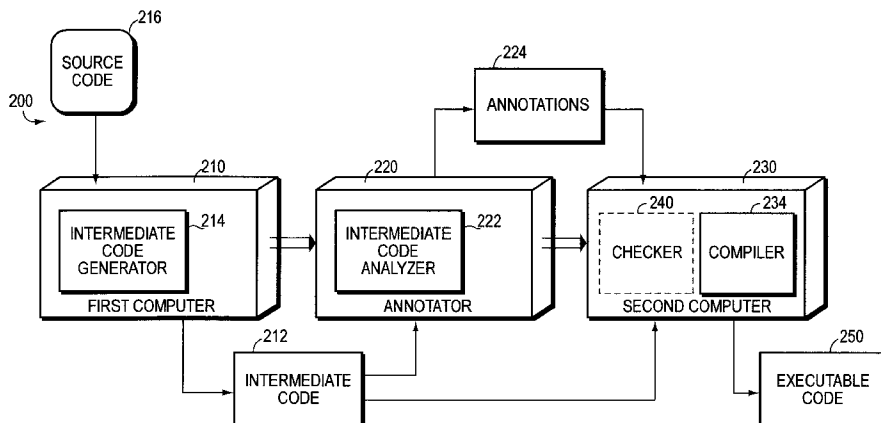 216
SOURCE
CODE
200
224
ANNOTATIONS
210
214
INTERMEDIATE
CODE
GENERATOR
FIRST COMPUTER
220
222
INTERMEDIATE
CODE
ANALYZER
ANNOTATOR
230
240
CHECKER
234
COMPILER
SECOND COMPUTER
212
INTERMEDIATE
CODE
250
EXECUTABLE
CODE